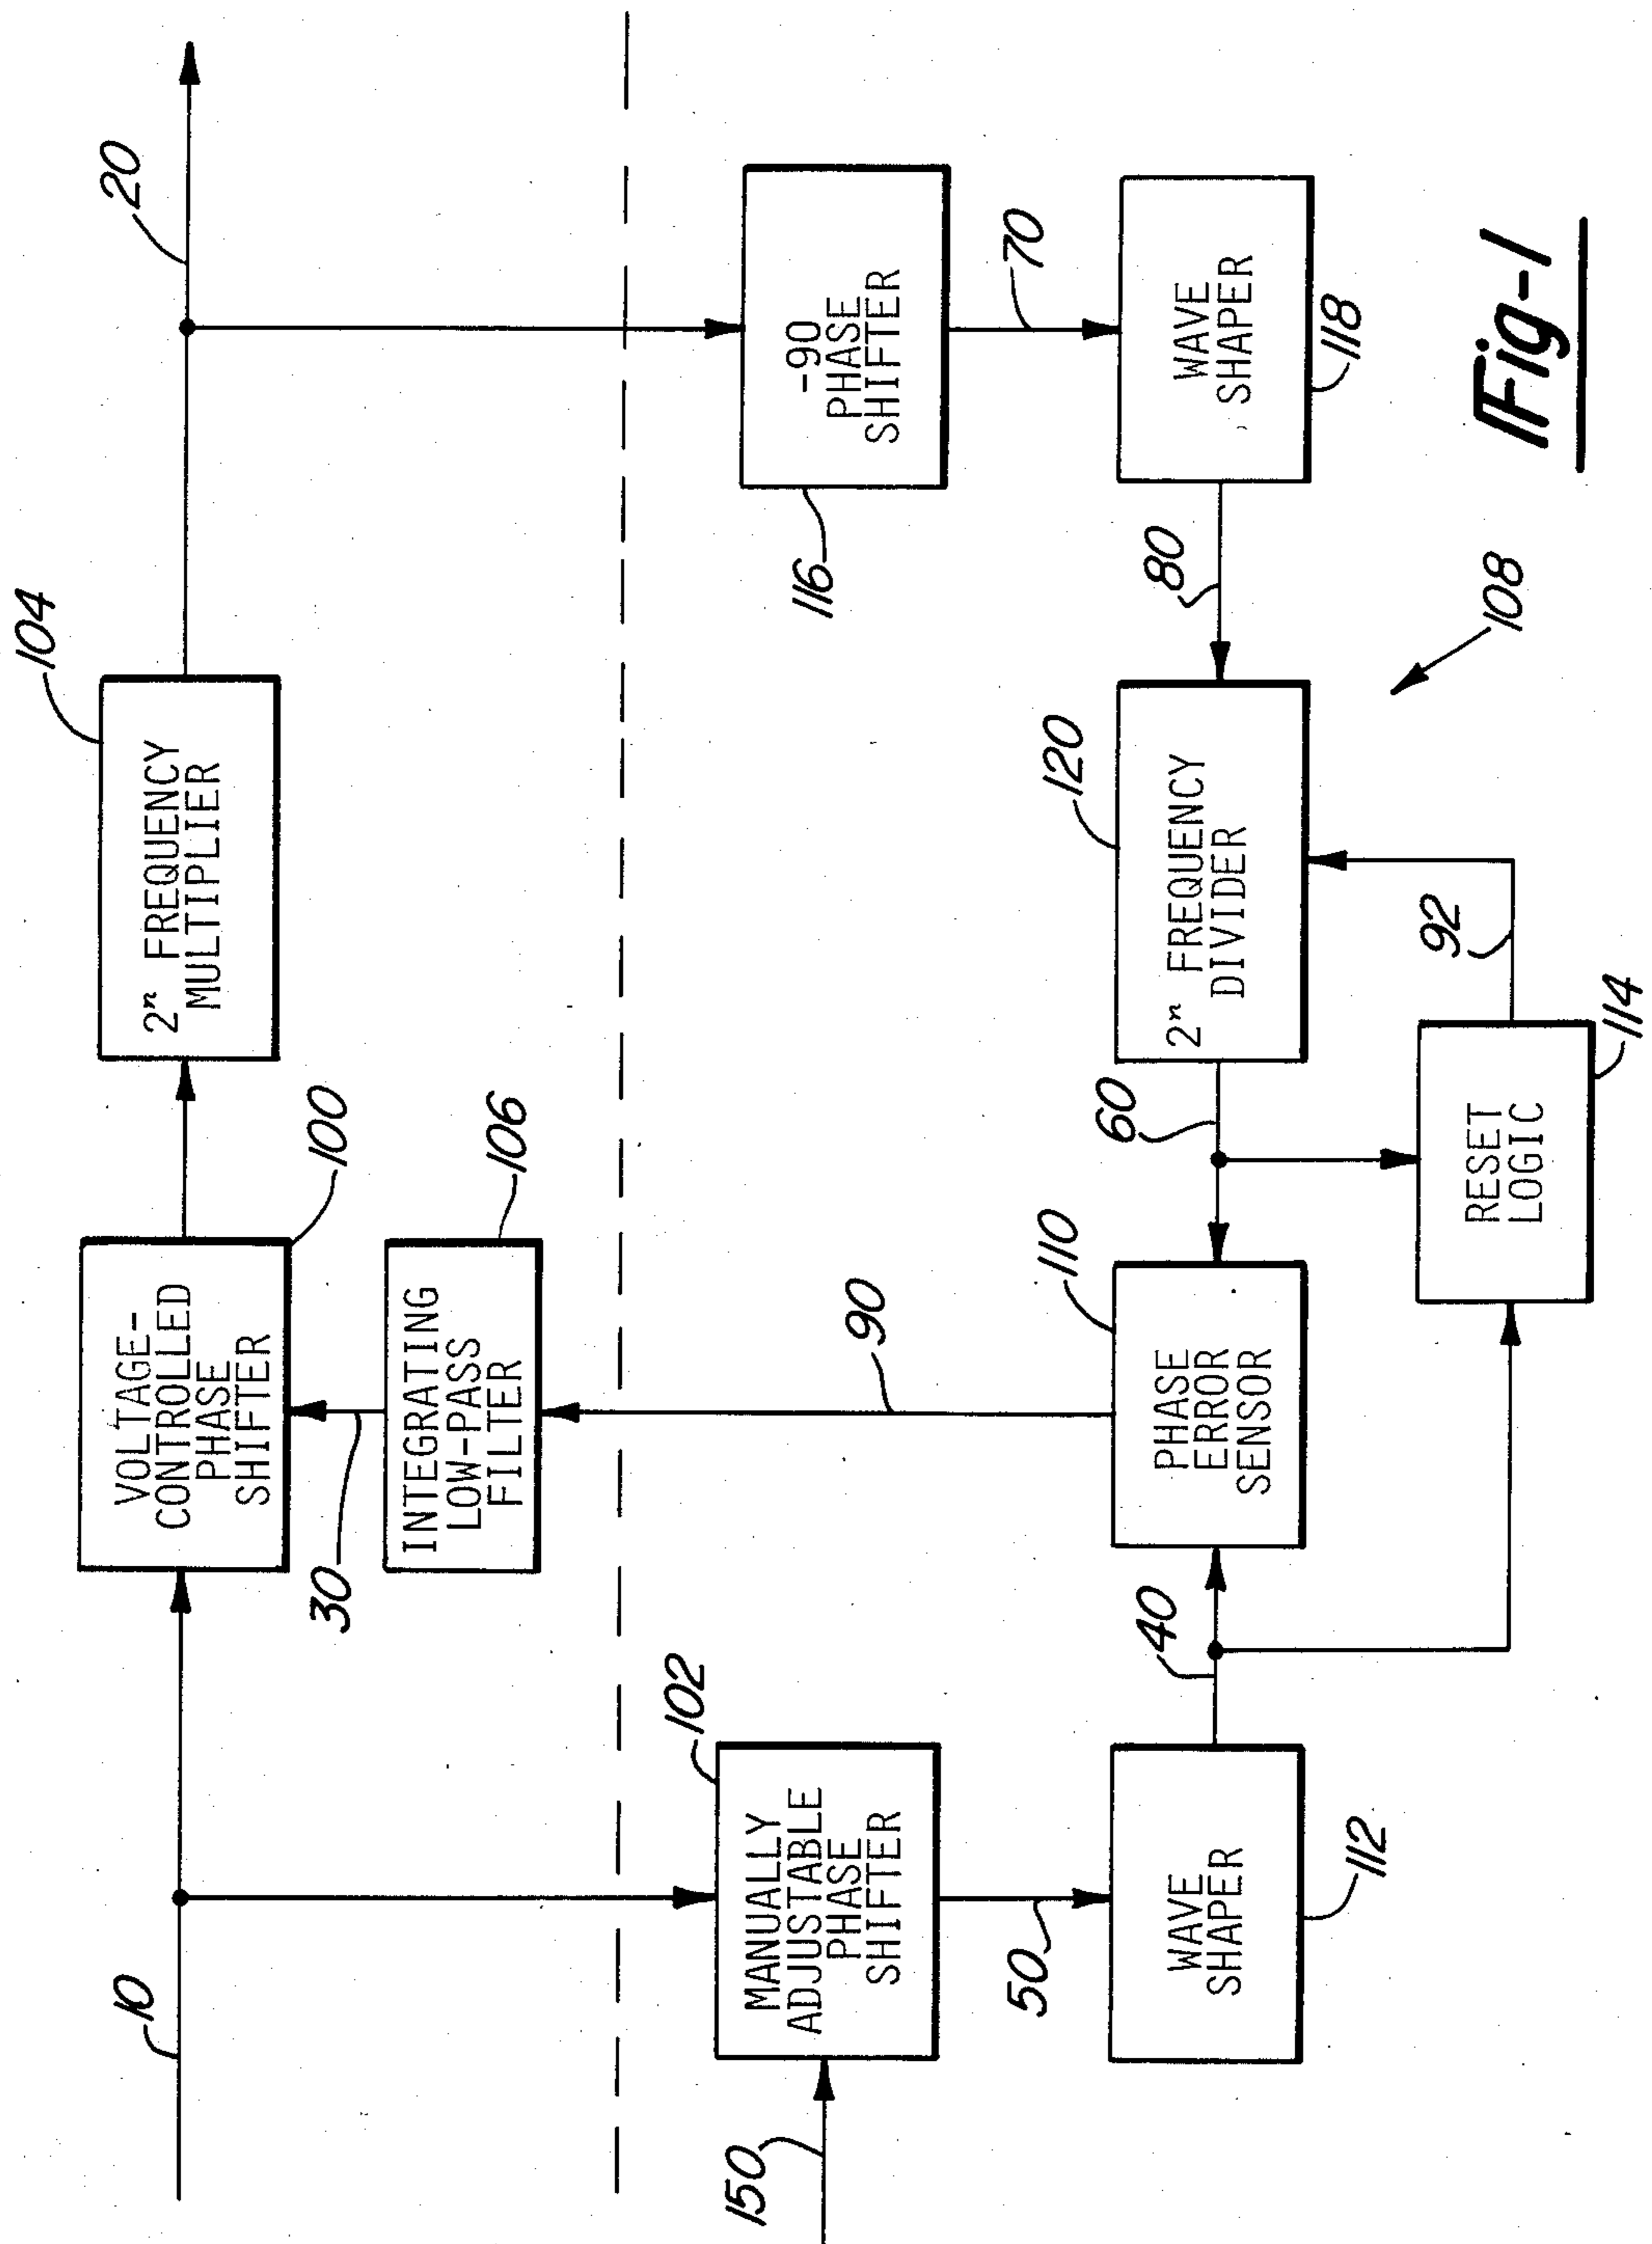 10
VOLTAGE-
CONTROLLED
PHASE
SHIFTER
100
2ⁿ FREQUENCY
MULTIPLIER
104
20
30
INTEGRATING
LOW-PASS
FILTER
106
150
MANUALLY
ADJUSTABLE
PHASE
SHIFTER
102
90
-90
PHASE
SHIFTER
116
50
70
WAVE
SHAPER
112
40
PHASE
ERROR
SENSOR
110
60
2ⁿ FREQUENCY
DIVIDER
120
80
WAVE
SHAPER
118
RESET
LOGIC
114
92
108
Fig-1